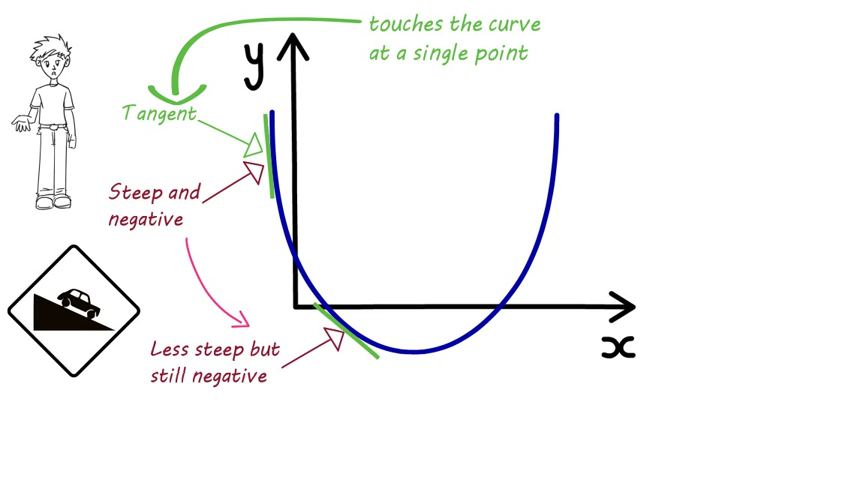 touches the curve
at a single point
y
Tangent
Steep and
negative
Less steep but
still negative
x